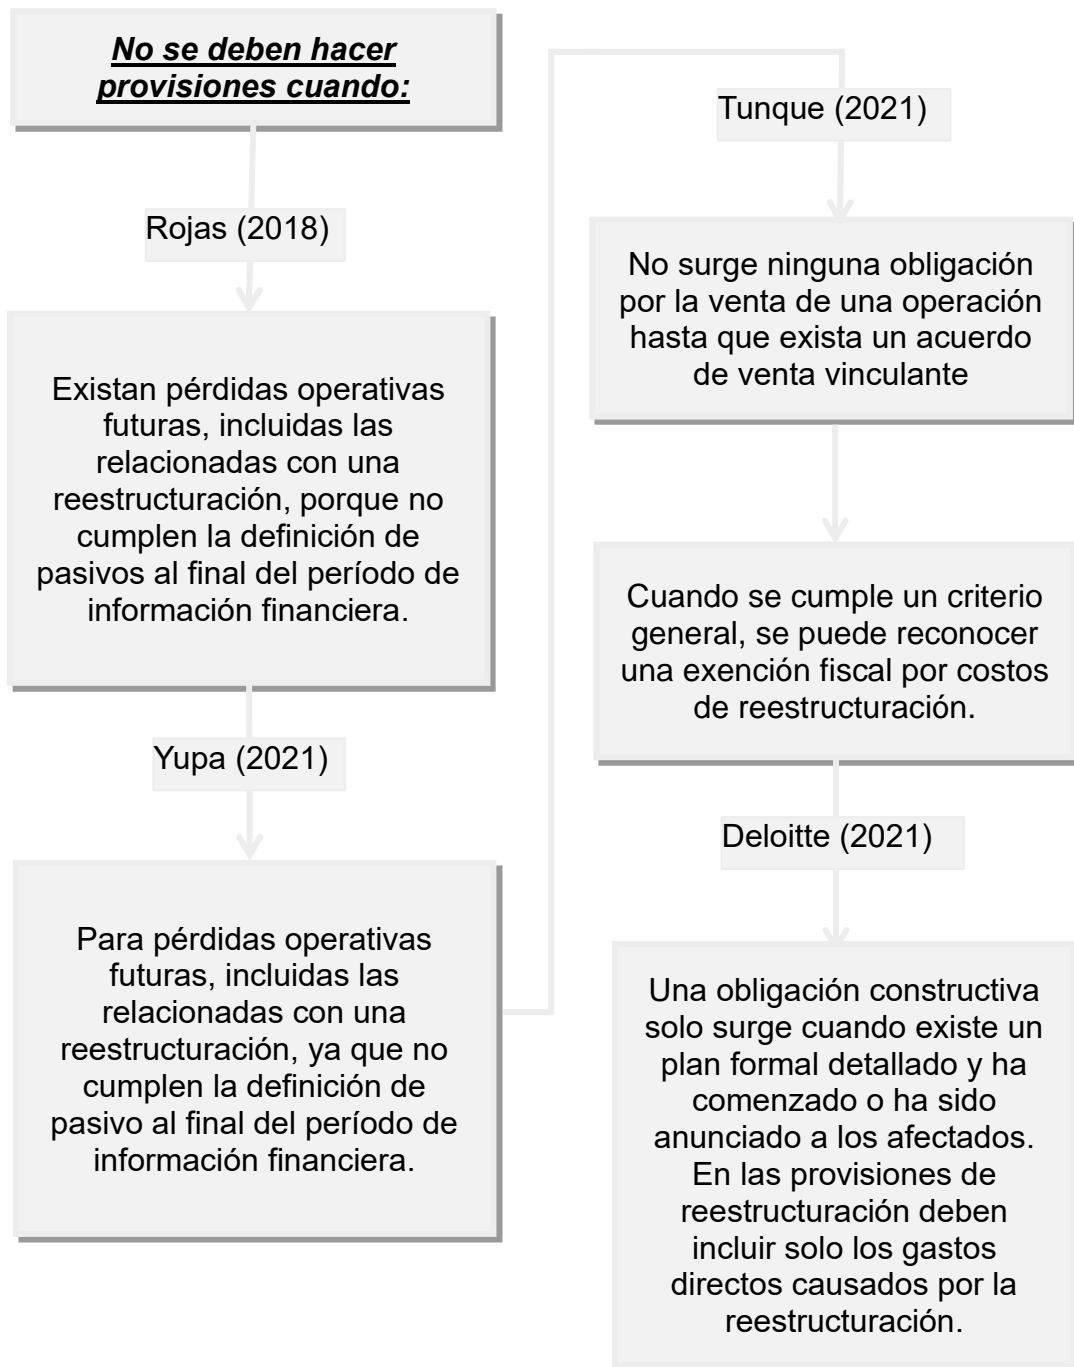 No se deben hacer
provisiones cuando:
Rojas (2018)
Existan pérdidas operativas
futuras, incluidas las
relacionadas con una
reestructuración, porque no
cumplen la definición de
pasivos al final del período de
información financiera.
Yupa (2021)
Para pérdidas operativas
futuras, incluidas las
relacionadas con una
reestructuración, ya que no
cumplen la definición de
pasivo al final del período de
información financiera.
Tunque (2021)
No surge ninguna obligación
por la venta de una operación
hasta que exista un acuerdo
de venta vinculante
Cuando se cumple un criterio
general, se puede reconocer
una exención fiscal por costos
de reestructuración.
Deloitte (2021)
Una obligación constructiva
solo surge cuando existe un
plan formal detallado y ha
comenzado o ha sido
anunciado a los afectados.
En las provisiones de
reestructuración deben
incluir solo los gastos
directos causados por la
reestructuración.